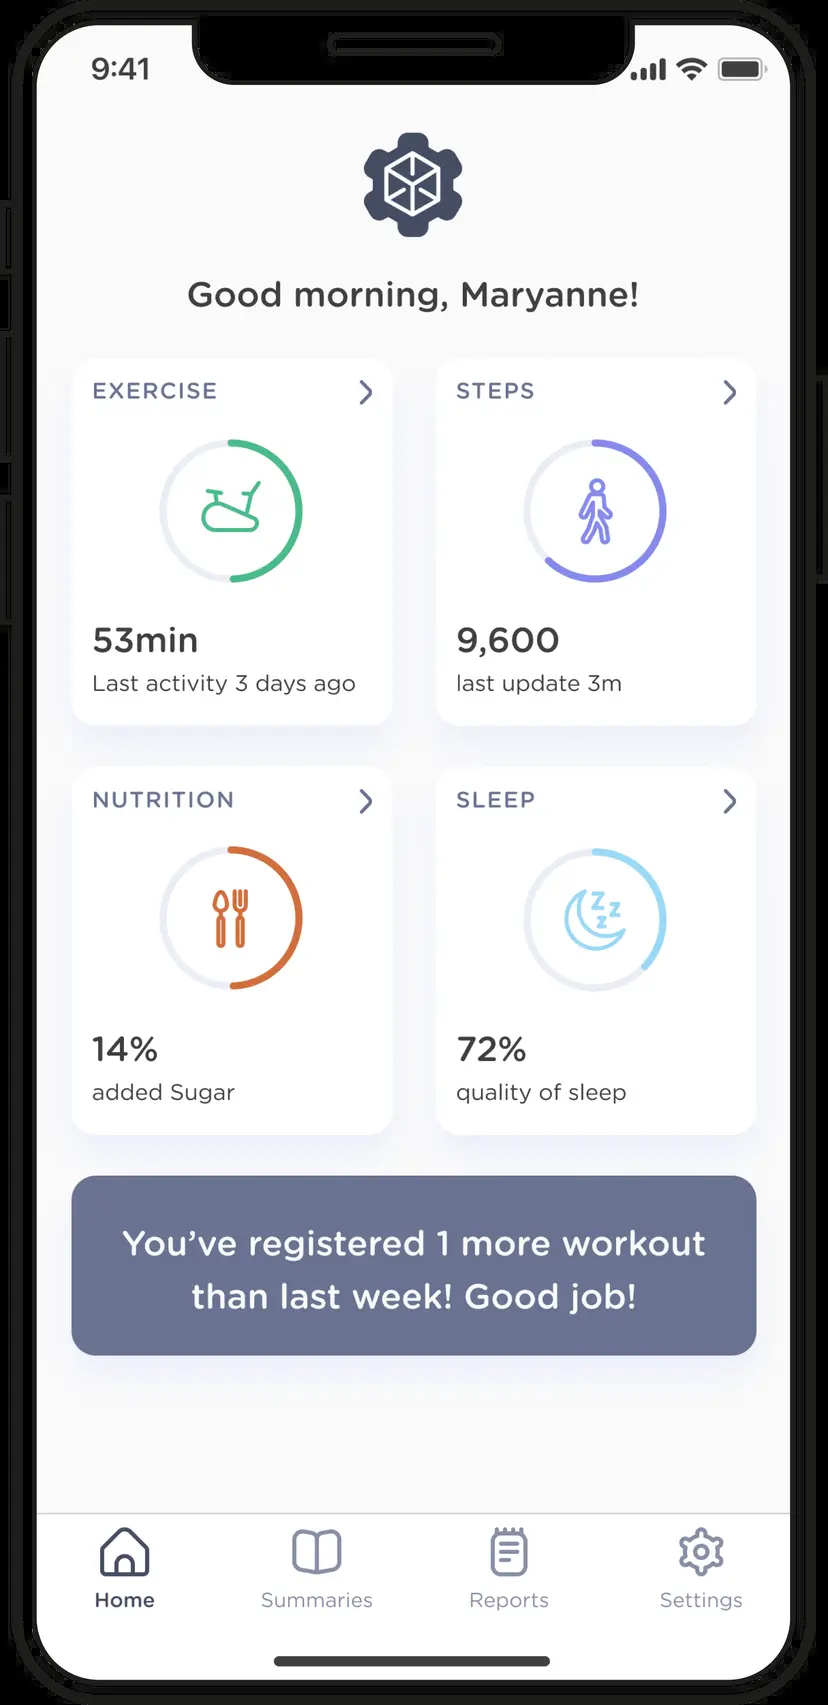 9:41
Good morning, Maryanne!
EXERCISE
53min
Last activity 3 days ago
STEPS
9,600
last update 3m
NUTRITION
14%
added Sugar
SLEEP
z z z
72%
quality of sleep
You’ve registered 1 more workout
than last week! Good job!
Home
Summaries
Reports
Settings